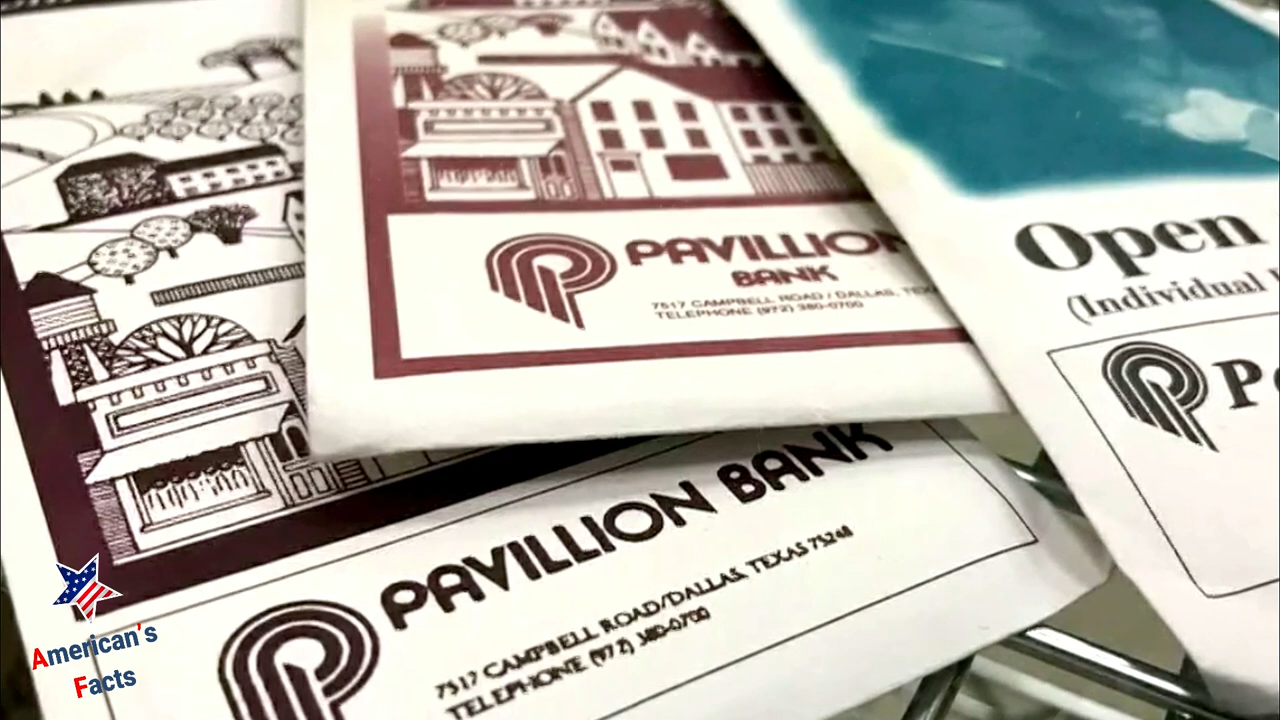 PAVILLION
BANK
7517 CAMPBELL ROAD / DALLAS,
TELEPHONE (972) 380-0700
Open
(Individual
PAVILLION BANK
7517 CAMPBELL ROAD/DALLAS, TEXAS 75248
TELEPHONE (972) 380-0700
American's
Facts